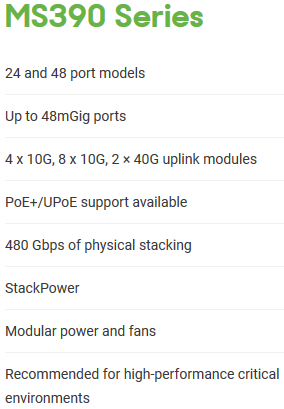 MS390 Series
24 and 48 port models
Up to 48mGig ports
4 x 10G, 8 x 10G, 2 × 40G uplink modules
PoE+/UPoE support available
480 Gbps of physical stacking
StackPower
Modular power and fans
Recommended for high-performance critical
environments